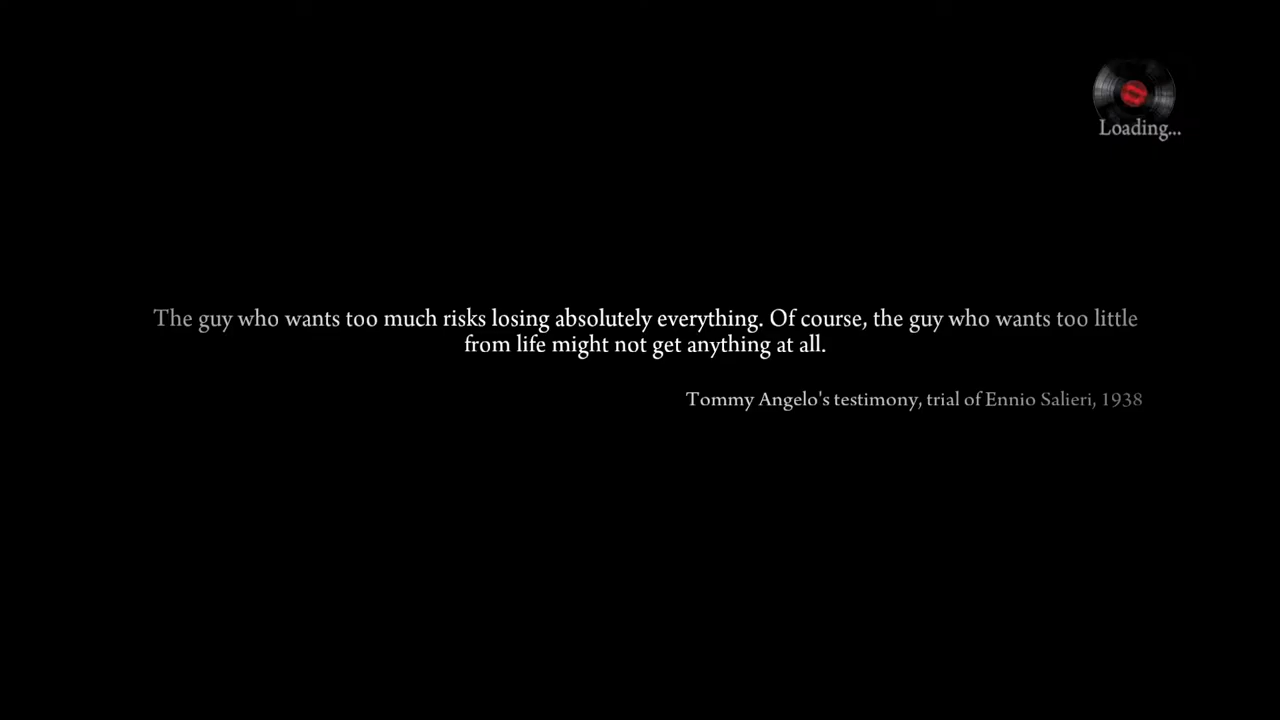 Loading...
The guy who wants too much risks losing absolutely everything. Of course, the guy who wants too little
from life might not get anything at all.
Tommy Angelo's testimony, trial of Ennio Salieri, 1938